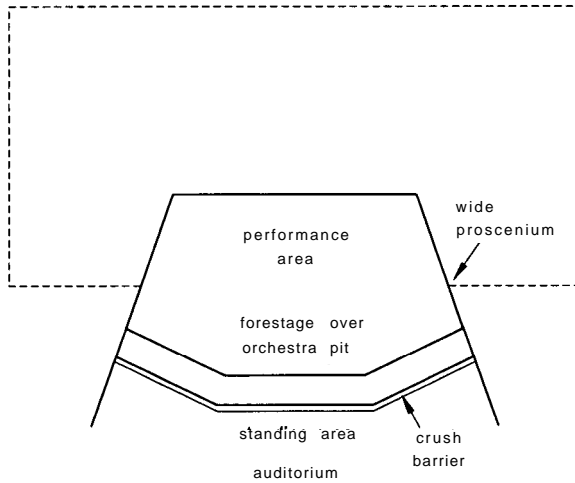 wide
proscenium
performance
area
forestage over
orchestra pit
standing area
crush
barrier
auditorium